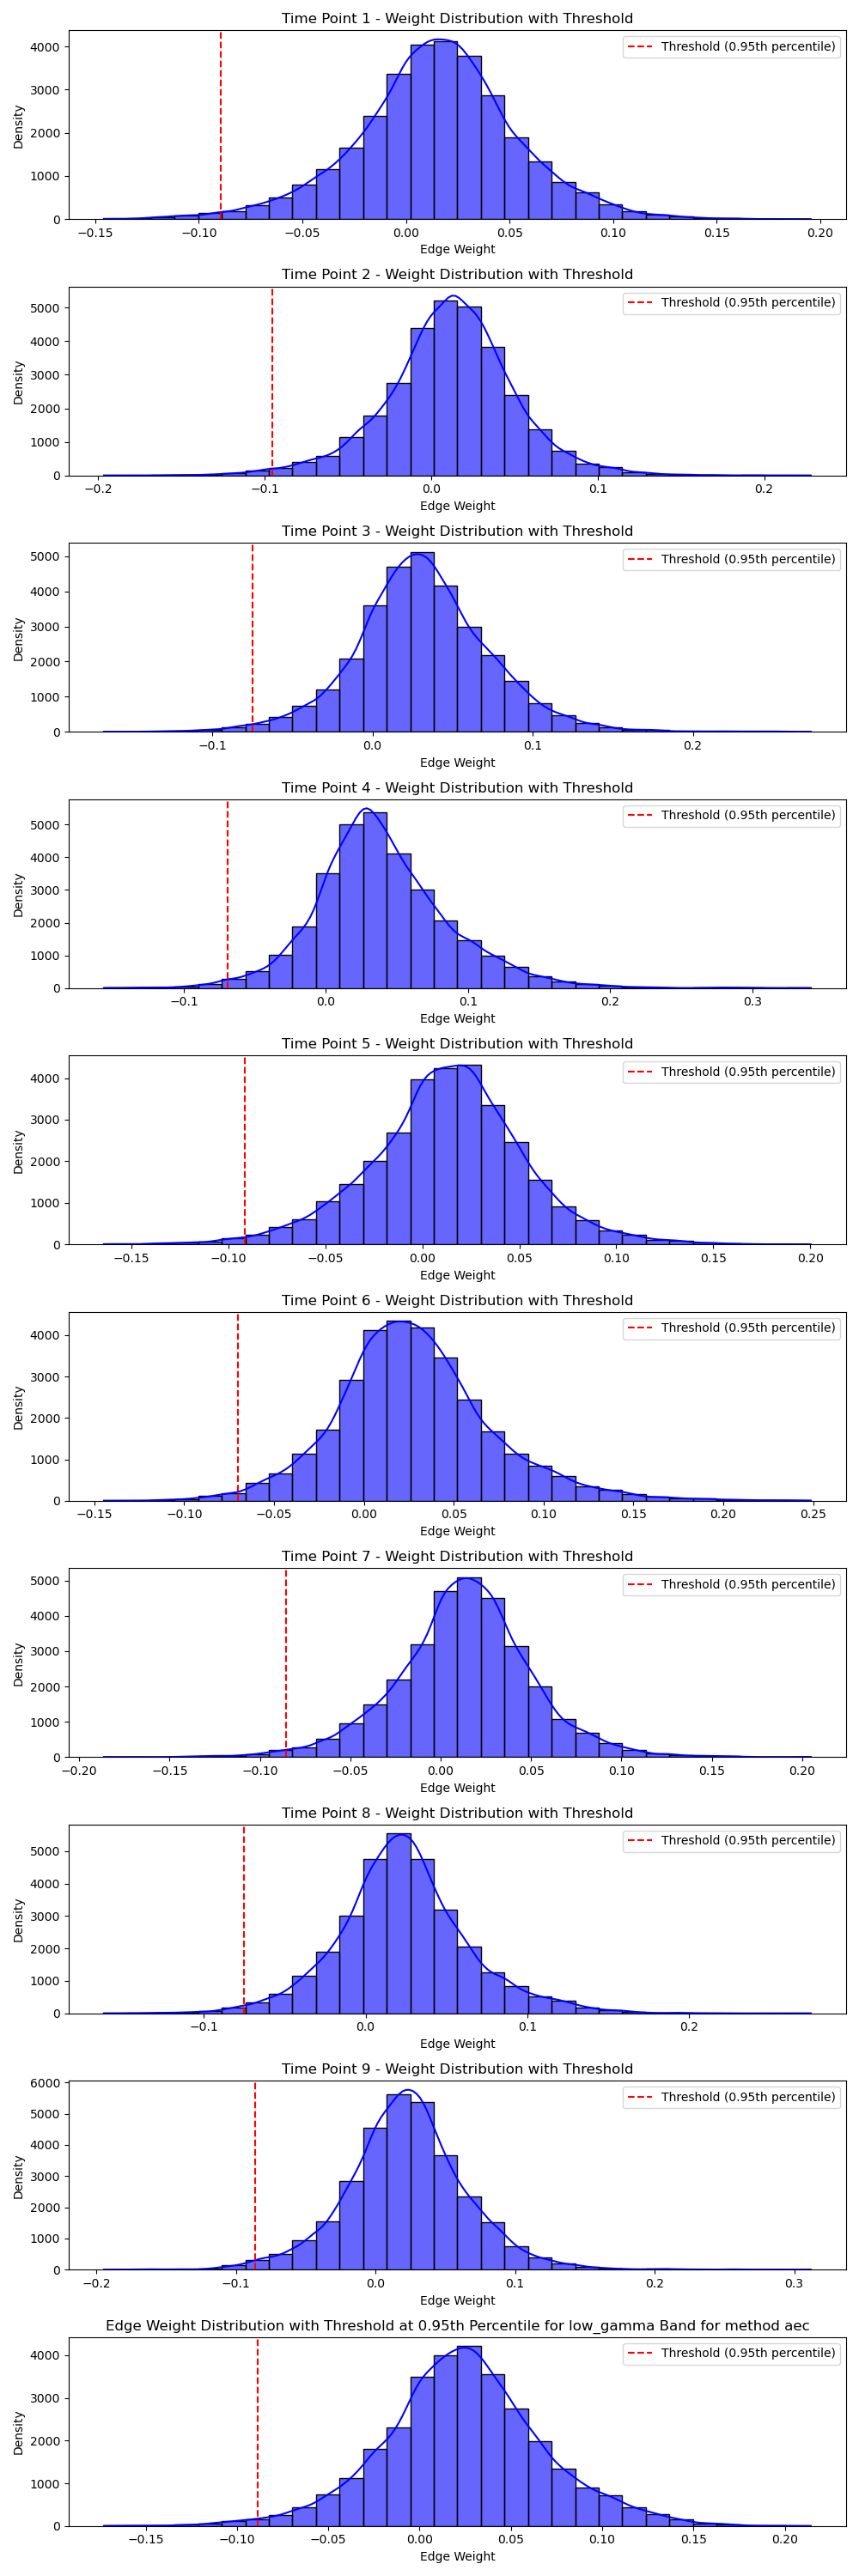 Time Point 1 - Weight Distribution with Threshold
Threshold (0.95th percentile)
Density
4000
3000
2000
1000
0
−0.15 −0.10 −0.05 0.00 0.05 0.10 0.15 0.20
Edge Weight
Time Point 2 - Weight Distribution with Threshold
Threshold (0.95th percentile)
Density
5000
4000
3000
2000
1000
0
−0.2 −0.1 0.0 0.1 0.2
Edge Weight
Time Point 3 - Weight Distribution with Threshold
Threshold (0.95th percentile)
Density
5000
4000
3000
2000
1000
0
−0.1 0.0 0.1 0.2
Edge Weight
Time Point 4 - Weight Distribution with Threshold
Threshold (0.95th percentile)
Density
5000
4000
3000
2000
1000
0
−0.1 0.0 0.1 0.2 0.3
Edge Weight
Time Point 5 - Weight Distribution with Threshold
Threshold (0.95th percentile)
Density
4000
3000
2000
1000
0
−0.15 −0.10 −0.05 0.00 0.05 0.10 0.15 0.20
Edge Weight
Time Point 6 - Weight Distribution with Threshold
Threshold (0.95th percentile)
Density
4000
3000
2000
1000
0
−0.15 −0.10 −0.05 0.00 0.05 0.10 0.15 0.20 0.25
Edge Weight
Time Point 7 - Weight Distribution with Threshold
Threshold (0.95th percentile)
Density
5000
4000
3000
2000
1000
0
−0.20 −0.15 −0.10 −0.05 0.00 0.05 0.10 0.15 0.20
Edge Weight
Time Point 8 - Weight Distribution with Threshold
Threshold (0.95th percentile)
Density
5000
4000
3000
2000
1000
0
−0.1 0.0 0.1 0.2
Edge Weight
Time Point 9 - Weight Distribution with Threshold
Threshold (0.95th percentile)
Density
6000
5000
4000
3000
2000
1000
0
−0.2 −0.1 0.0 0.1 0.2 0.3
Edge Weight
Edge Weight Distribution with Threshold at 0.95th Percentile for low_gamma Band for method aec
Threshold (0.95th percentile)
Density
4000
3000
2000
1000
0
−0.15 −0.10 −0.05 0.00 0.05 0.10 0.15 0.20
Edge Weight